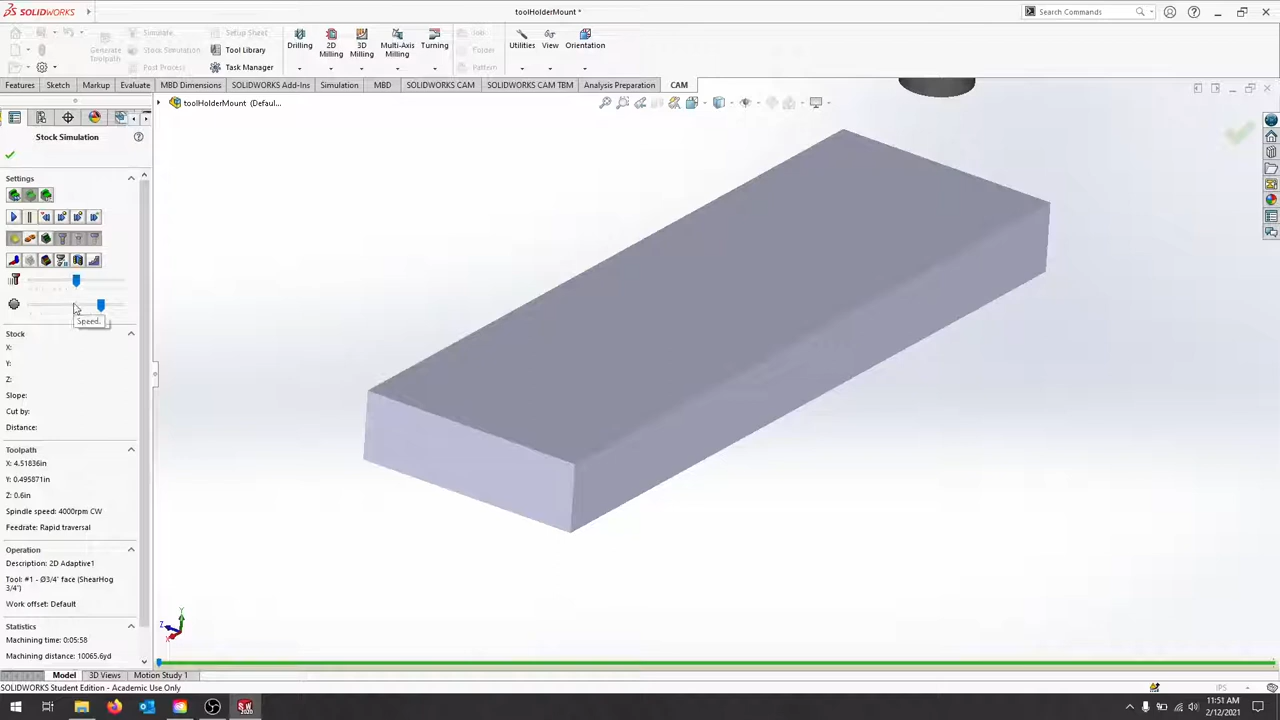 SOLIDWORKS
toolHolderMount *
Search Commands
Generate Toolpath
Simulate
Stock Simulation
Post Process
Setup Sheet
Tool Library
Task Manager
Drilling
2D Milling
3D Milling
Multi-Axis Milling
Turning
Job
Folder
Pattern
Utilities
View
Orientation
Features
Sketch
Markup
Evaluate
MBD Dimensions
SOLIDWORKS Add-Ins
Simulation
MBD
SOLIDWORKS CAM
SOLIDWORKS CAM TBM
Analysis Preparation
CAM
toolHolderMount (Defaul...
Stock Simulation
Settings
Speed.
Stock
X:
Y:
Z:
Slope:
Cut by:
Distance:
Toolpath
X: 4.51836in
Y: 0.495871in
Z: 0.6in
Spindle speed: 4000rpm CW
Feedrate: Rapid traversal
Operation
Description: 2D Adaptive1
Tool: #1 - Ø3/4" face (ShearHog
3/4")
Work offset: Default
Statistics
Machining time: 0:05:58
Machining distance: 10065.6yd
Y
Z
X
Model
3D Views
Motion Study 1
SOLIDWORKS Student Edition - Academic Use Only
IPS
SW
2020
11:51 AM
2/12/2021